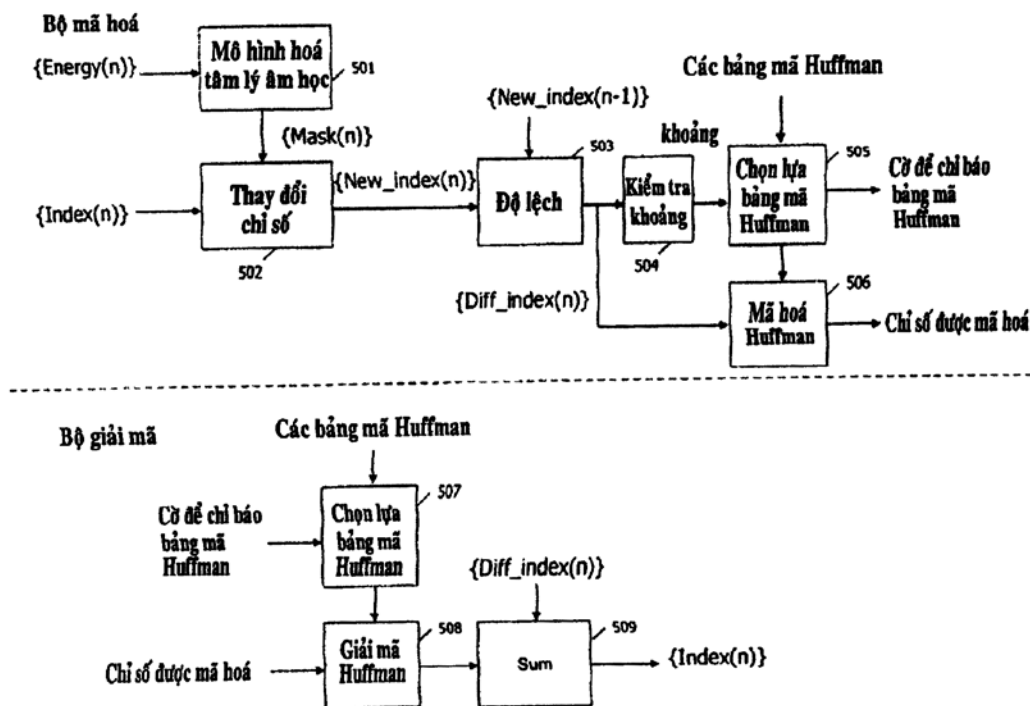 Bộ mã hoá
{Energy(n)}
Mô hình hoá
tâm lý âm học
501
{Mask(n)}
{Index(n)}
Thay đổi
chỉ số
502
{New_index(n)}
{New_index(n-1)}
503
Độ lệch
khoảng
Kiểm tra
khoảng
504
{Diff_index(n)}
Các bảng mã Huffman
Chọn lựa
bảng mã
Huffman
505
Cờ để chỉ báo
bảng mã
Huffman
506
Mã hoá
Huffman
Chỉ số được mã hoá
Bộ giải mã
Các bảng mã Huffman
507
Cờ để chỉ báo
bảng mã
Huffman
Chọn lựa
bảng mã
Huffman
{Diff_index(n)}
508
Chỉ số được mã hoá
Giải mã
Huffman
Sum
509
{Index(n)}